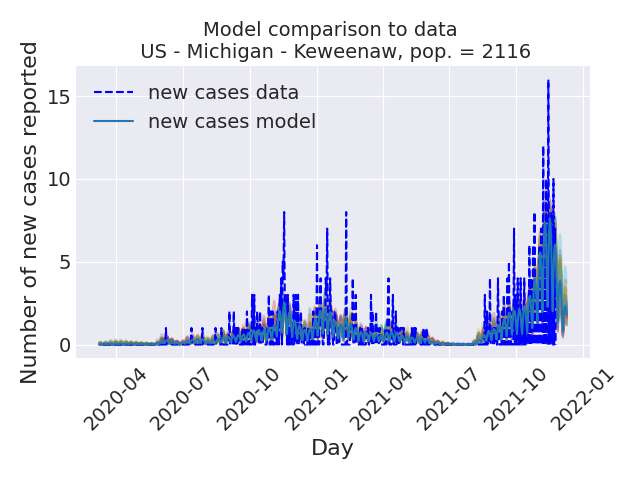 Model comparison to data
US - Michigan - Keweenaw, pop. = 2116
Number of new cases reported
new cases data
new cases model
15
10
5
0
2020-04
2020-07
2020-10
2021-01
2021-04
2021-07
2021-10
2022-01
Day